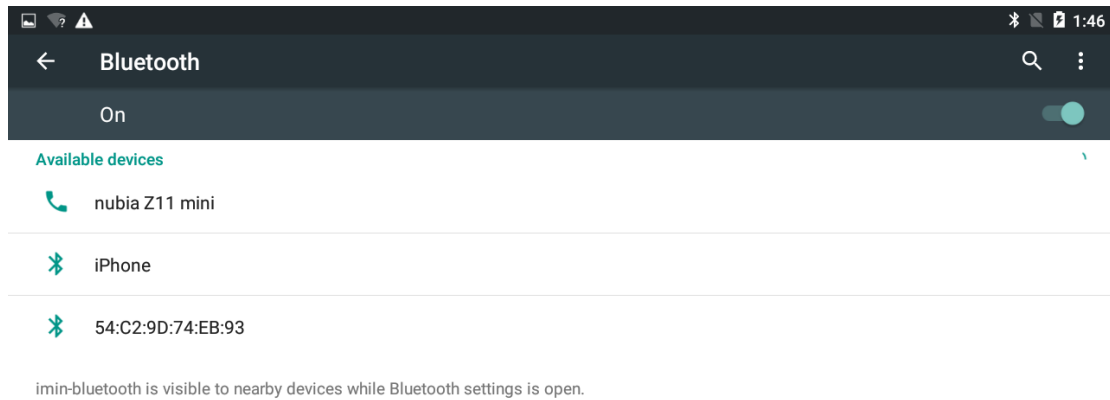 1:46
Bluetooth
On
Available devices
nubia Z11 mini
iPhone
54:C2:9D:74:EB:93
imin-bluetooth is visible to nearby devices while Bluetooth settings is open.